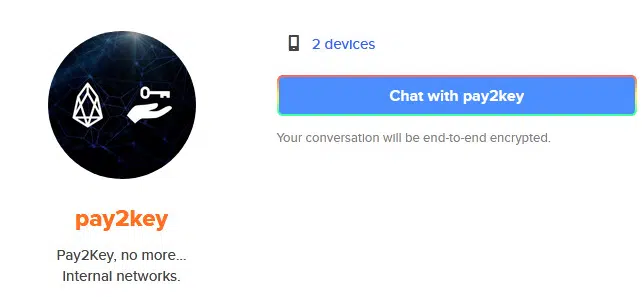 2 devices
Chat with pay2key
Your conversation will be end-to-end encrypted.
pay2key
Pay2Key, no more...
Internal networks.